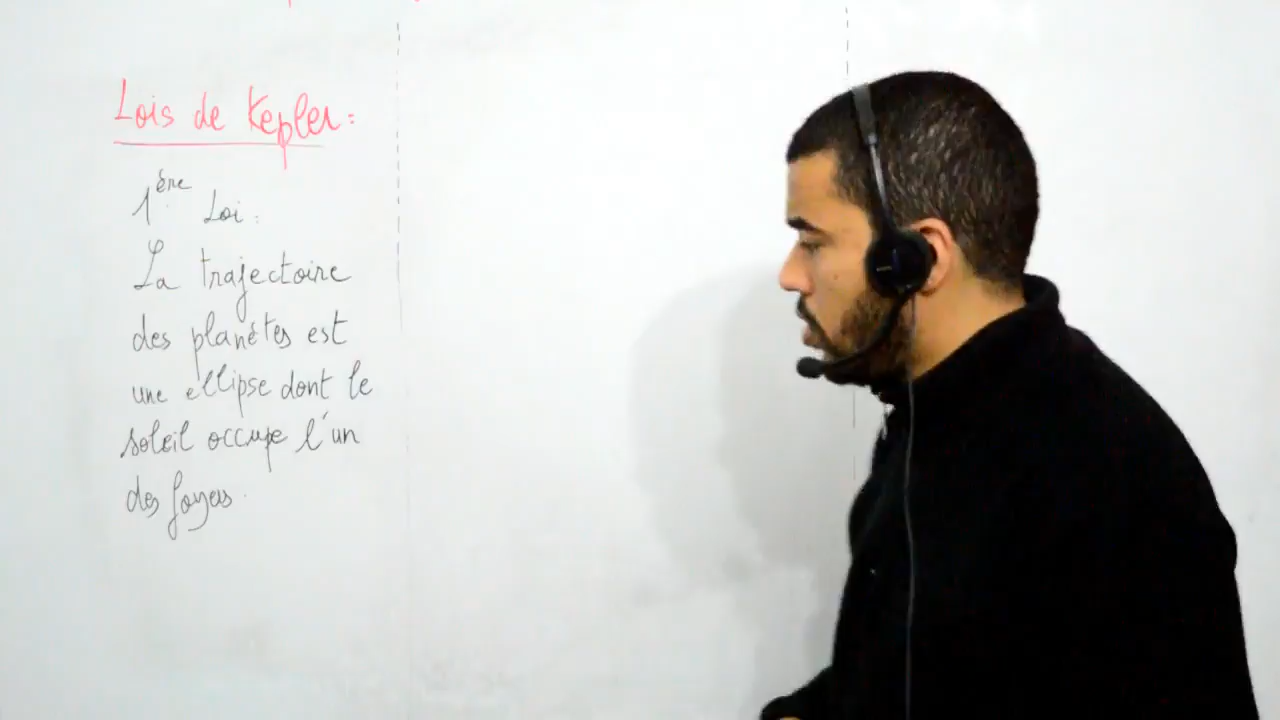 Lois de Kepler :
1ère Loi :
La trajectoire
des planètes est
une ellipse dont le
soleil occupe l'un
des foyers.